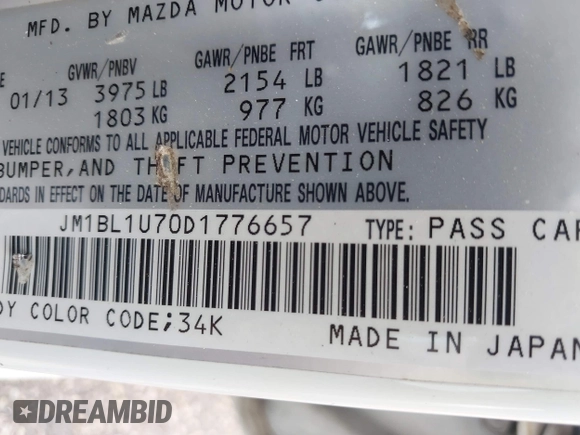 MFD. BY MAZDA MOTOR
GVWR/PNBV GAWR/PNBE FRT GAWR/PNBE RR
01/13 3975 LB 2154 LB 1821 LB
1803 KG 977 KG 826 KG
VEHICLE CONFORMS TO ALL APPLICABLE FEDERAL MOTOR VEHICLE SAFETY
BUMPER, AND THEFT PREVENTION
IN EFFECT ON THE DATE OF MANUFACTURE SHOWN ABOVE.
JM1BL1U70D1776657 TYPE: PASS CAR
COLOR CODE;34K MADE IN JAPAN
DREAMBID